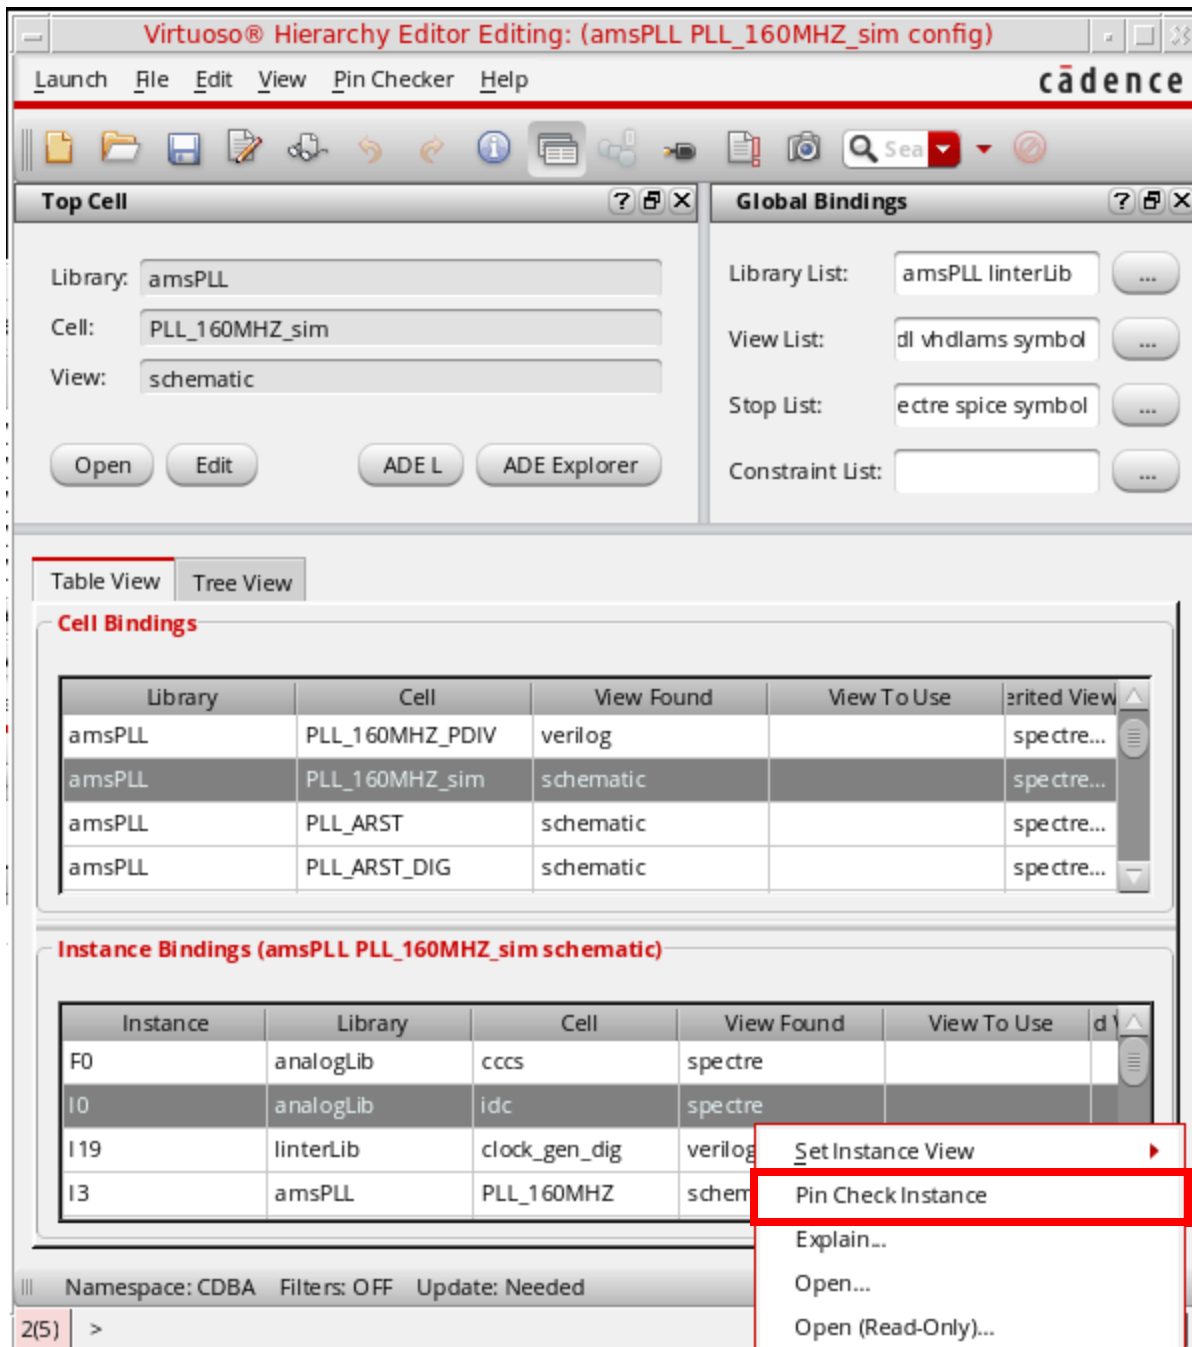 Virtuoso® Hierarchy Editor Editing: (amsPLL PLL_160MHZ_sim config)
Launch File Edit View Pin Checker Help cādence
Sea
Top Cell
Global Bindings
Library: amsPLL
Cell: PLL_160MHZ_sim
View: schematic
Open Edit ADE L ADE Explorer
Library List: amsPLL linterLib ...
View List: dl vhdlams symbol ...
Stop List: ectre spice symbol ...
Constraint List: ...
Table View Tree View
Cell Bindings
Library Cell View Found View To Use erited View
amsPLL PLL_160MHZ_PDIV verilog spectre...
amsPLL PLL_160MHZ_sim schematic spectre...
amsPLL PLL_ARST schematic spectre...
amsPLL PLL_ARST_DIG schematic spectre...
Instance Bindings (amsPLL PLL_160MHZ_sim schematic)
Instance Library Cell View Found View To Use d
F0 analogLib cccs spectre
I0 analogLib idc spectre
I19 linterLib clock_gen_dig verilog
I3 amsPLL PLL_160MHZ schem
Set Instance View
Pin Check Instance
Explain...
Open...
Open (Read-Only)...
Namespace: CDBA Filters: OFF Update: Needed
2(5) >